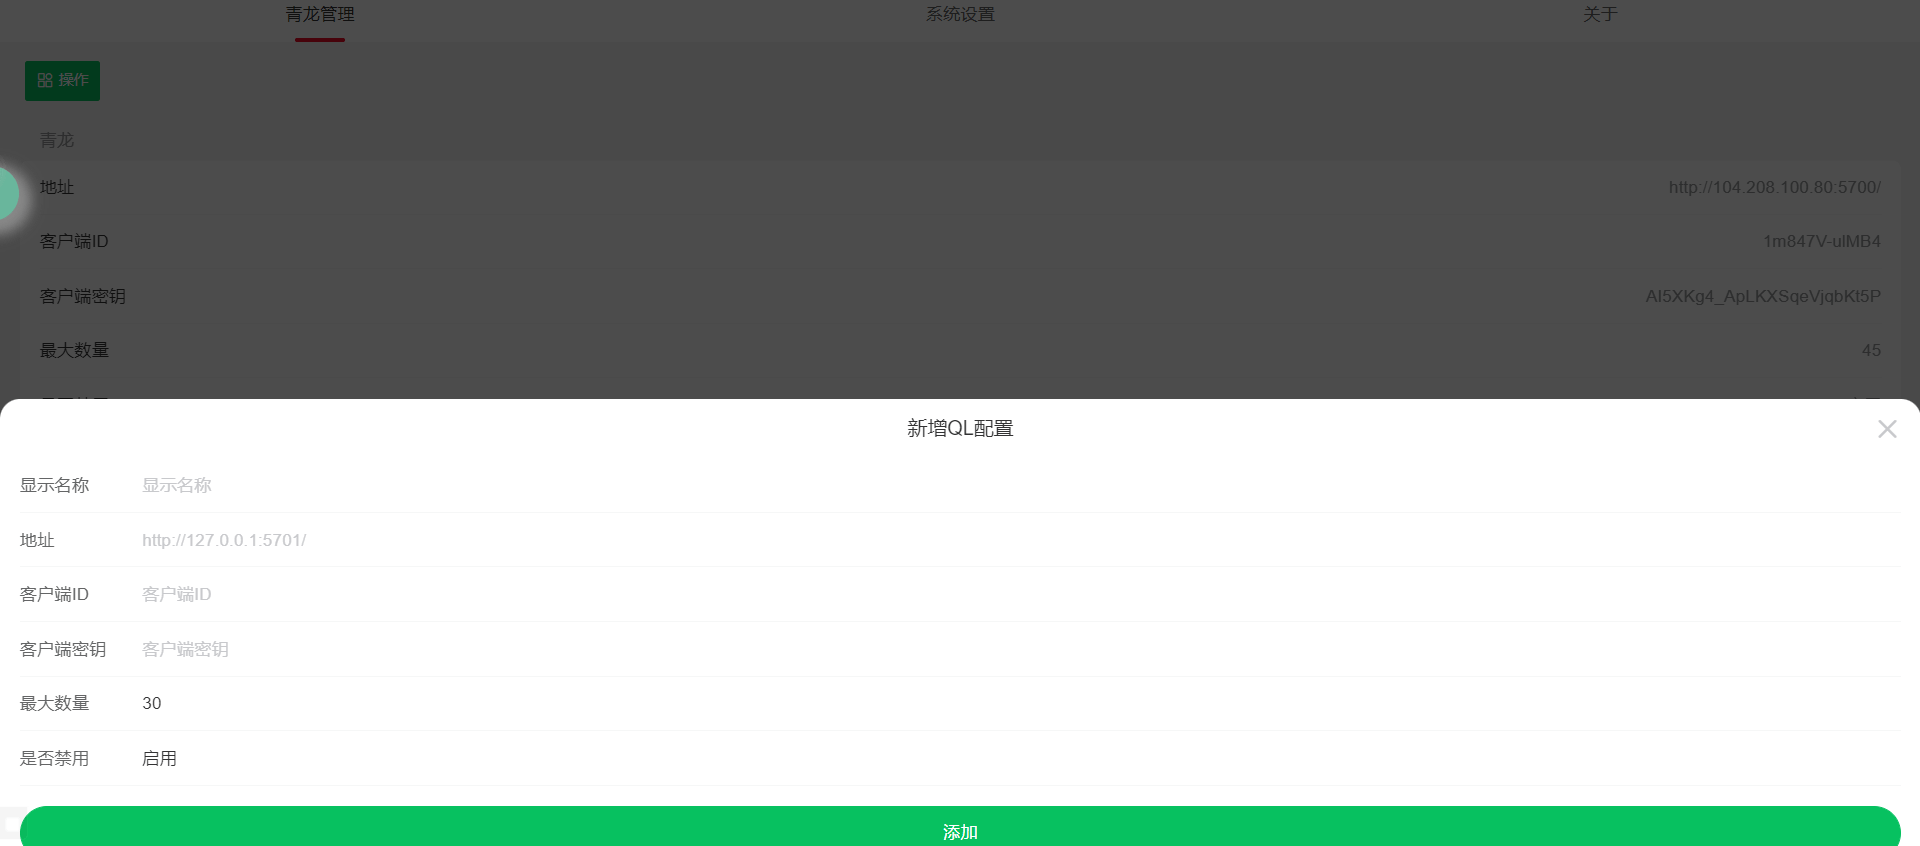 青龙管理 系统设置 关于
操作
青龙
地址 http://104.208.100.80:5700/
客户端ID 1m847V-ulMB4
客户端密钥 Al5XKg4_ApLKXSqeVjqbKt5P
最大数量 45
新增QL配置
显示名称 显示名称
地址 http://127.0.0.1:5701/
客户端ID 客户端ID
客户端密钥 客户端密钥
最大数量 30
是否禁用 启用
添加